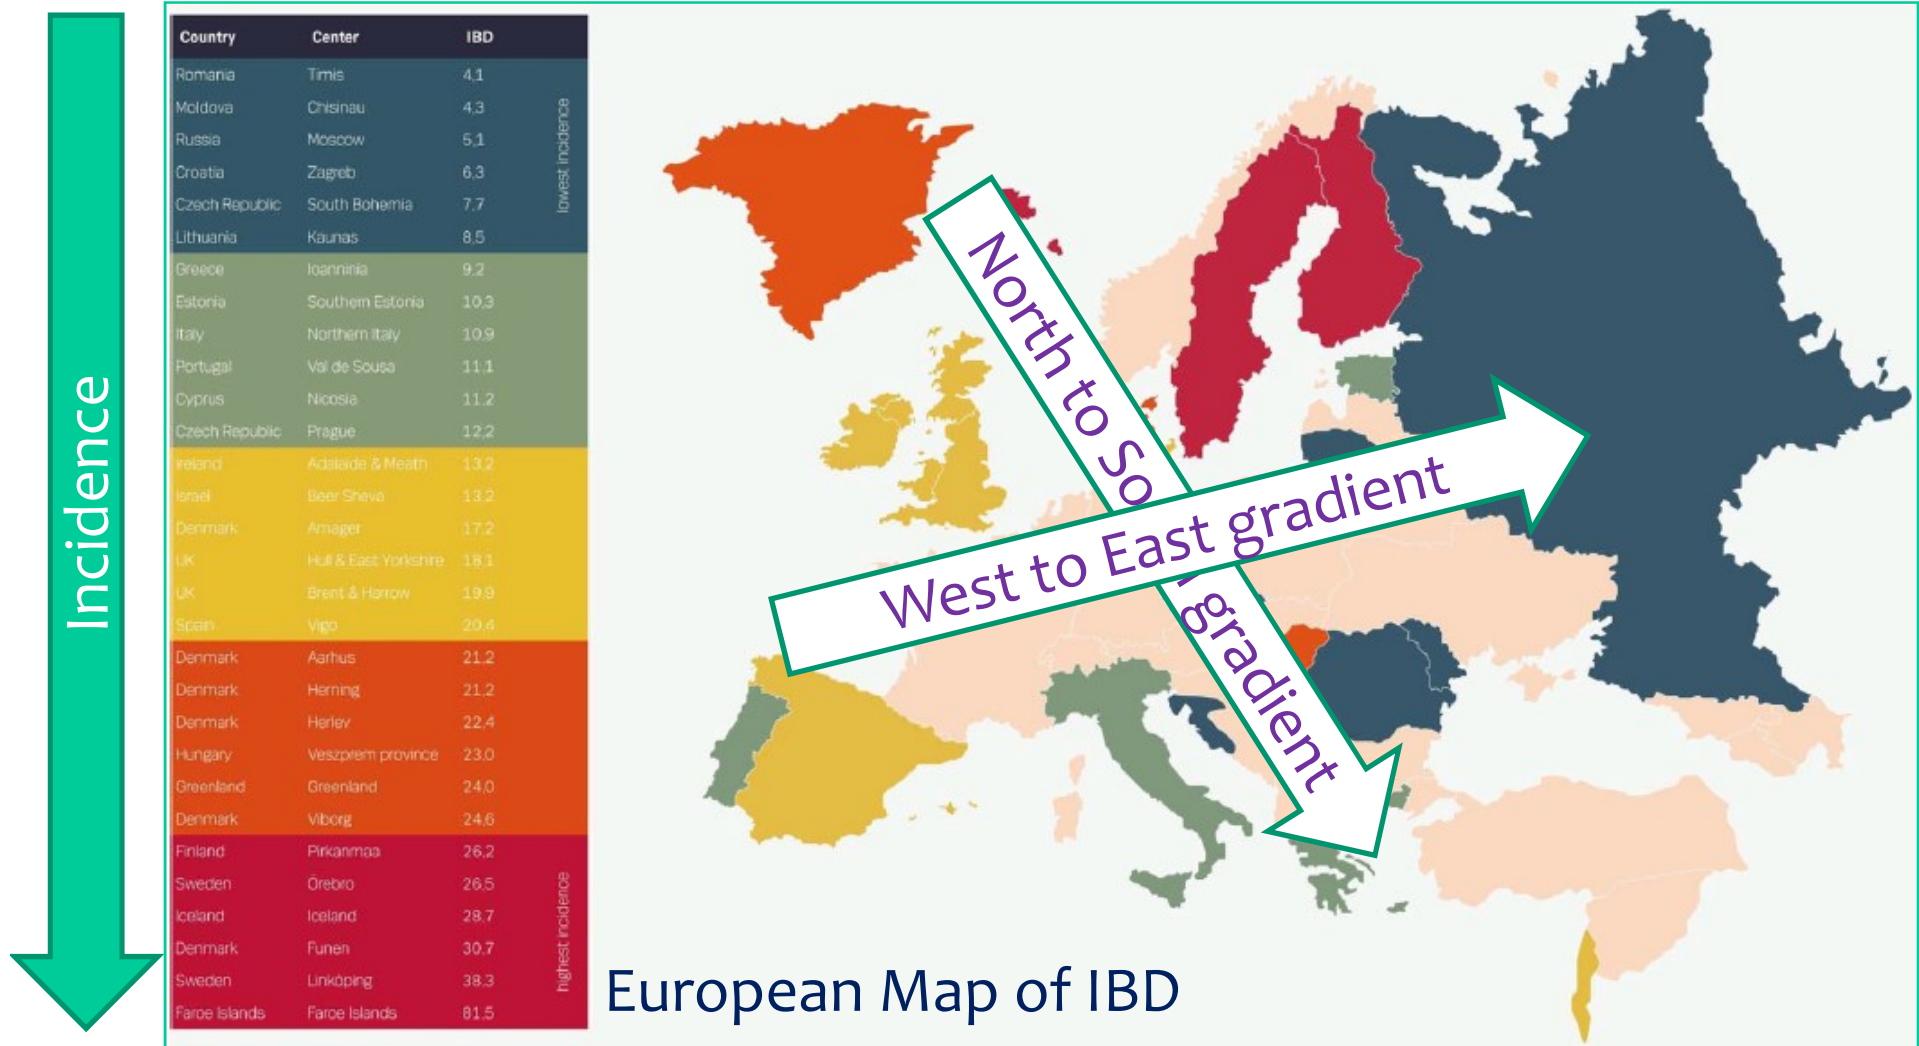 Incidence
Country Center IBD
Romania Timis 4,1
Moldova Chisinau 4,3
Russia Moscow 5,1
Croatia Zagreb 6,3
Czech Republic South Bohemia 7,7
Lithuania Kaunas 8,5
lowest incidence
Greece Ioanninia 9,2
Estonia Southern Estonia 10,3
Italy Northern Italy 10,9
Portugal Val de Sousa 11,1
Cyprus Nicosia 11,2
Czech Republic Prague 12,2
Ireland Adalaide & Meath 13,2
Israel Beer Sheva 13,2
Denmark Amager 17,2
UK Hull & East Yorkshire 18,1
UK Brent & Harrow 19,9
Spain Vigo 20,4
Denmark Aarhus 21,2
Denmark Herning 21,2
Denmark Herlev 22,4
Hungary Veszprem province 23,0
Greenland Greenland 24,0
Denmark Viborg 24,6
Finland Pirkanmaa 26,2
Sweden Örebro 26,5
Iceland Iceland 28,7
Denmark Funen 30,7
Sweden Linköping 38,3
Faroe Islands Faroe Islands 81,5
highest incidence
North to So gradient
West to East gradient
European Map of IBD